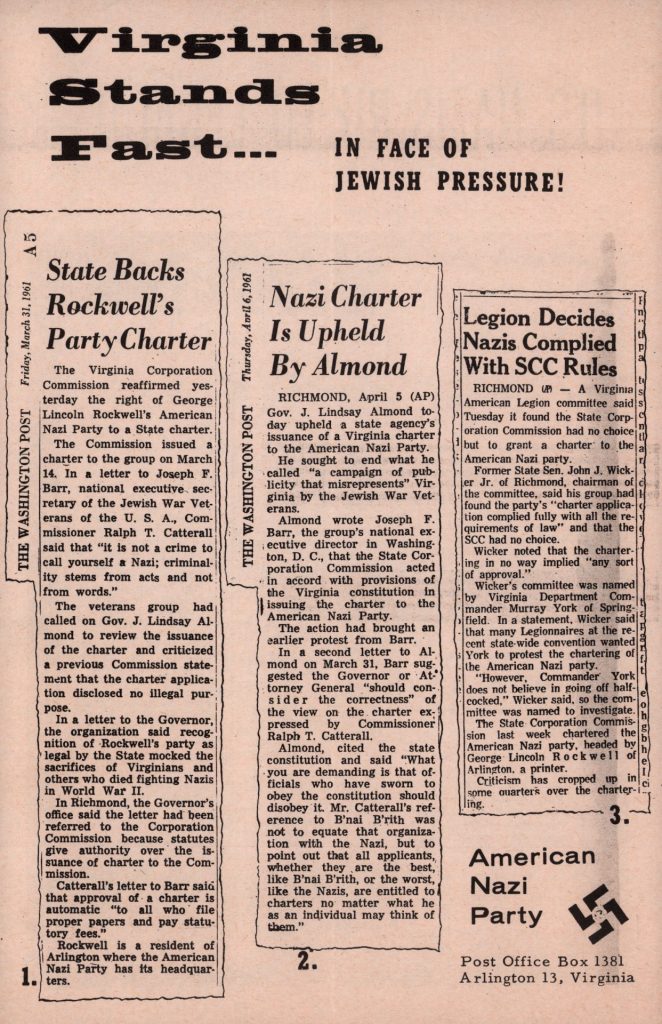 Virginia
Stands
Fast...
IN FACE OF
JEWISH PRESSURE!
THE WASHINGTON POST Friday, March 31, 1961 A5
State Backs
Rockwell's
Party Charter
The Virginia Corporation
Commission reaffirmed yes-
terday the right of George
Lincoln Rockwell's American
Nazi Party to a State charter.
The Commission issued a
charter to the group on March
14. In a letter to Joseph F.
Barr, national executive sec-
retary of the Jewish War Vet-
erans of the U. S. A., Com-
missioner Ralph T. Catterall
said that "it is not a crime to
call yourself a Nazi; criminal-
ity stems from acts and not
from words."
The veterans group had
called on Gov. J. Lindsay Al-
mond to review the issuance
of the charter and criticized
a previous Commission state-
ment that the charter applica-
tion disclosed no illegal pur-
pose.
In a letter to the Governor,
the organization said recog-
nition of Rockwell's party as
legal by the State mocked the
sacrifices of Virginians and
others who died fighting Nazis
in World War II.
In Richmond, the Governor's
office said the letter had been
referred to the Corporation
Commission because statutes
give authority over the is-
suance of charter to the Com-
mission.
Catterall's letter to Barr said
that approval of a charter is
automatic "to all who file
proper papers and pay statu-
tory fees."
Rockwell is a resident of
Arlington where the American
Nazi Party has its headquar-
ters.
1.
THE WASHINGTON POST Thursday, April 6, 1961
Nazi Charter
Is Upheld
By Almond
RICHMOND, April 5 (AP)
Gov. J. Lindsay Almond to-
day upheld a state agency's
issuance of a Virginia charter
to the American Nazi Party.
He sought to end what he
called "a campaign of pub-
licity that misrepresents" Vir-
ginia by the Jewish War Vet-
erans.
Almond wrote Joseph F.
Barr, the group's national ex-
ecutive director in Washing-
ton, D. C., that the State Cor-
poration Commission acted
in accord with provisions of
the Virginia constitution in
issuing the charter to the
American Nazi Party.
The action had brought an
earlier protest from Barr.
In a second letter to Al-
mond on March 31, Barr sug-
gested the Governor or At-
torney General "should con-
sider the correctness" of
the view on the charter ex-
pressed by Commissioner
Ralph T. Catterall.
Almond, cited the state
constitution and said "What
you are demanding is that of-
ficials who have sworn to
obey the constitution should
disobey it. Mr. Catterall's ref-
erence to B'nai B'rith was
not to equate that organiza-
tion with the Nazi, but to
point out that all applicants,
whether they are the best,
like B'nai B'rith, or the worst,
like the Nazis, are entitled to
charters no matter what he
as an individual may think of
them."
2.
Legion Decides
Nazis Complied
With SCC Rules
RICHMOND (AP) — A Virginia
American Legion committee said
Tuesday it found the State Corp-
oration Commission had no choice
but to grant a charter to the
American Nazi party.
Former State Sen. John J. Wick-
er Jr. of Richmond, chairman of
the committee, said his group had
found the party's "charter appli-
cation complied fully with all the re-
quirements of law" and that the
SCC had no choice.
Wicker noted that the charter-
ing in no way implied "any sort
of approval."
Wicker's committee was named
by Virginia Department Com-
mander Murray York of Spring-
field. In a statement, Wicker said
that many Legionnaires at the re-
cent state-wide convention wanted
York to protest the chartering of
the American Nazi party.
"However, Commander York
does not believe in going off half-
cocked," Wicker said, so the com-
mittee was named to investigate.
The State Corporation Commis-
sion last week chartered the
American Nazi party, headed by
George Lincoln Rockwell of
Arlington, a printer.
Criticism has cropped up in
some quarters over the charter-
ing.
3.
American
Nazi
Party
Post Office Box 1381
Arlington 13, Virginia